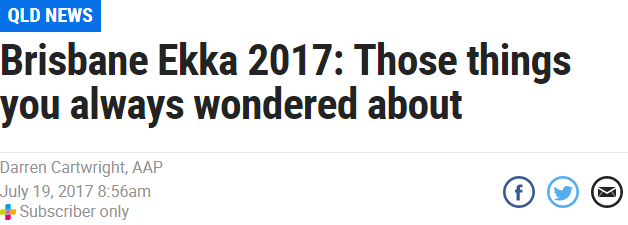 QLD NEWS
Brisbane Ekka 2017: Those things
you always wondered about
Darren Cartwright, AAP
July 19, 2017 8:56am
Subscriber only